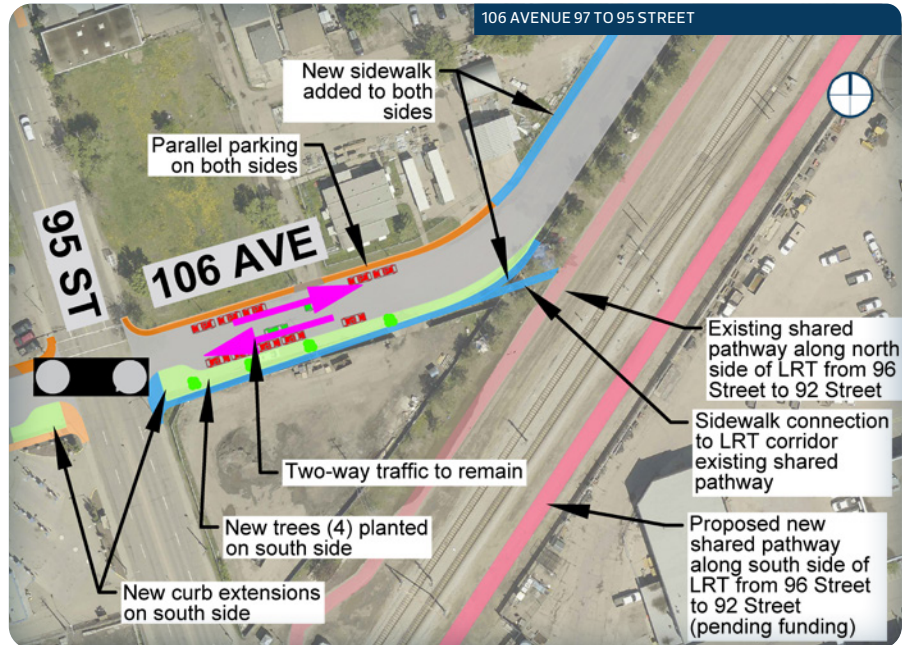 106 AVENUE 97 TO 95 STREET
New sidewalk
added to both
sides
Parallel parking
on both sides
95 ST
106 AVE
Existing shared
pathway along north
side of LRT from 96
Street to 92 Street
Sidewalk connection
to LRT corridor
existing shared
pathway
Two-way traffic to remain
New trees (4) planted
on south side
New curb extensions
on south side
Proposed new
shared pathway
along south side of
LRT from 96 Street
to 92 Street
(pending funding)